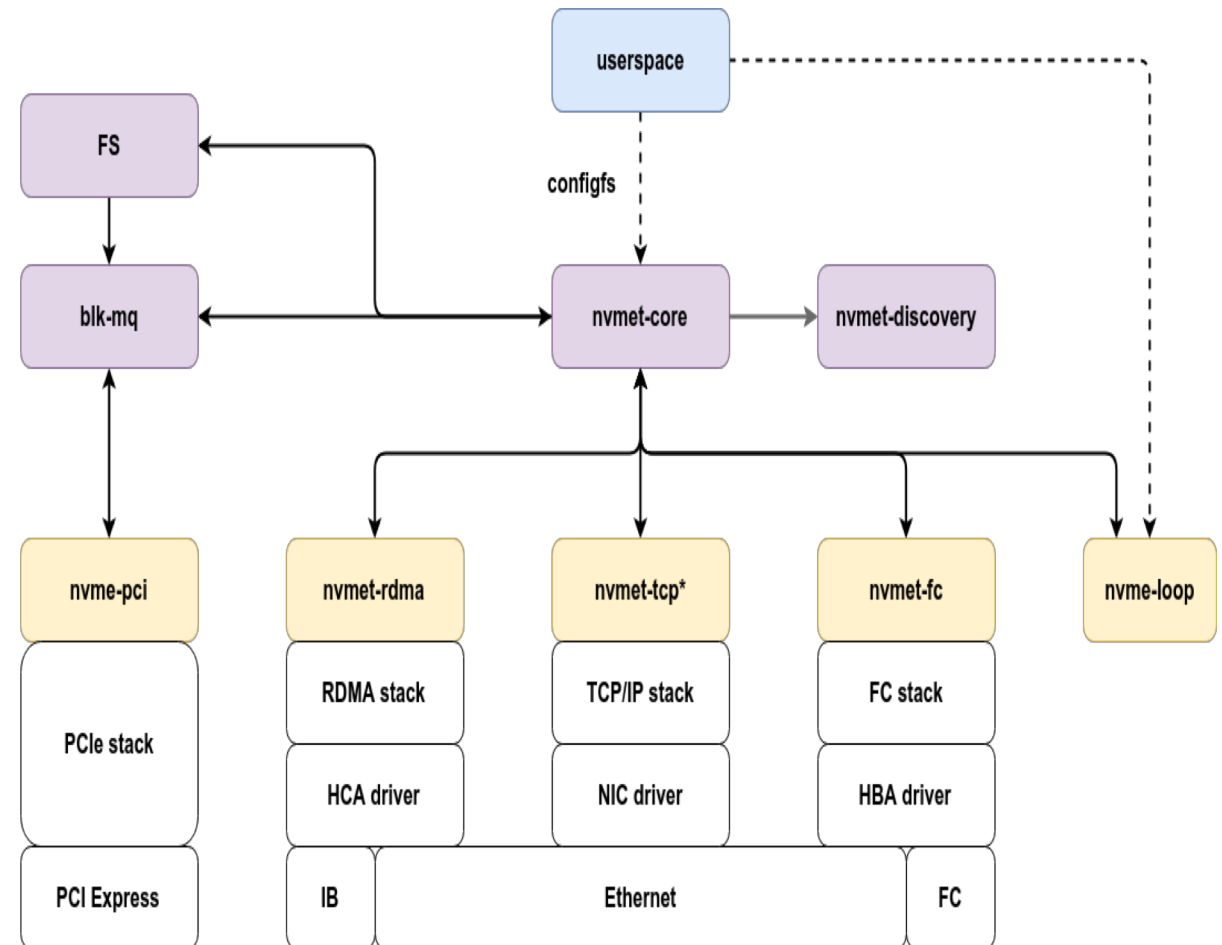 userspace
FS
configfs
blk-mq
nvmet-core
nvmet-discovery
nvme-pci
nvmet-rdma
nvmet-tcp*
nvmet-fc
nvme-loop
RDMA stack
TCP/IP stack
FC stack
PCIe stack
HCA driver
NIC driver
HBA driver
PCI Express
IB
Ethernet
FC